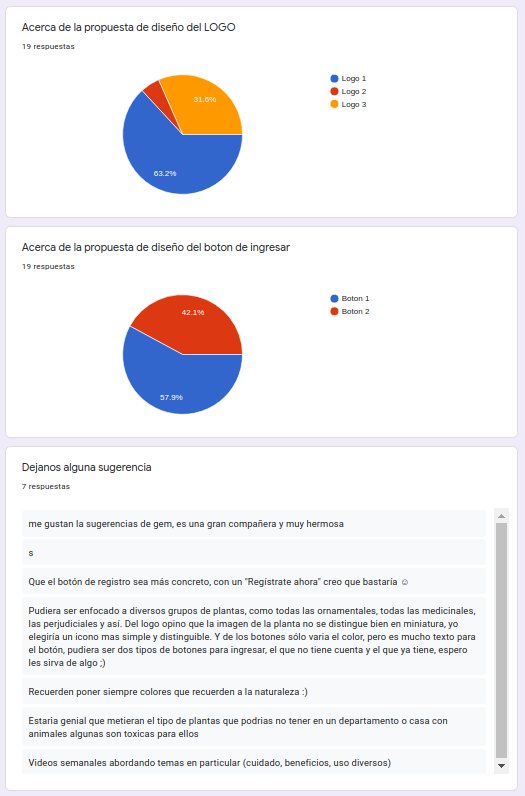 Acerca de la propuesta de diseño del LOGO
19 respuestas
Logo 1
Logo 2
Logo 3
31.6%
63.2%
Acerca de la propuesta de diseño del boton de ingresar
19 respuestas
Boton 1
Boton 2
42.1%
57.9%
Dejanos alguna sugerencia
7 respuestas
me gustan la sugerencias de gem, es una gran compañera y muy hermosa
s
Que el botón de registro sea más concreto, con un "Regístrate ahora" creo que bastaría ☺
Pudiera ser enfocado a diversos grupos de plantas, como todas las ornamentales, todas las medicinales,
las perjudiciales y así. Del logo opino que la imagen de la planta no se distingue bien en miniatura, yo
elegiría un icono mas simple y distinguible. Y de los botones sólo varia el color, pero es mucho texto para
el botón, pudiera ser dos tipos de botones para ingresar, el que no tiene cuenta y el que ya tiene, espero
les sirva de algo ;)
Recuerden poner siempre colores que recuerden a la naturaleza :)
Estaria genial que metieran el tipo de plantas que podrias no tener en un departamento o casa con
animales algunas son toxicas para ellos
Videos semanales abordando temas en particular (cuidado, beneficios, uso diversos)